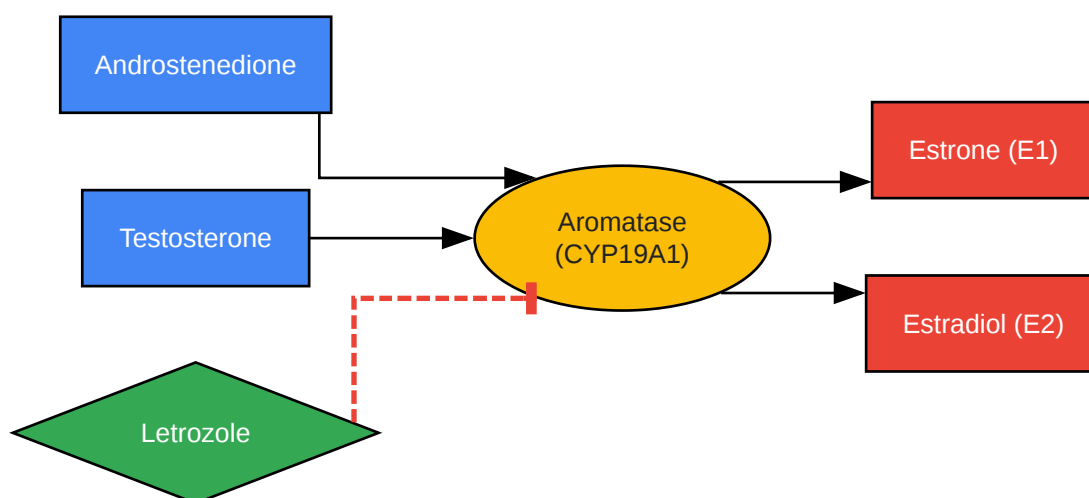 Androstenedione
Estrone (E1)
Testosterone
Aromatase
(CYP19A1)
Estradiol (E2)
Letrozole